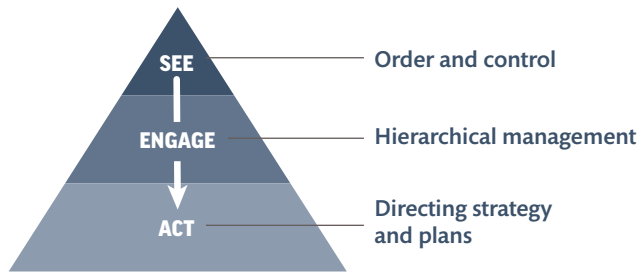 SEE
Order and control
ENGAGE
Hierarchical management
ACT
Directing strategy
and plans